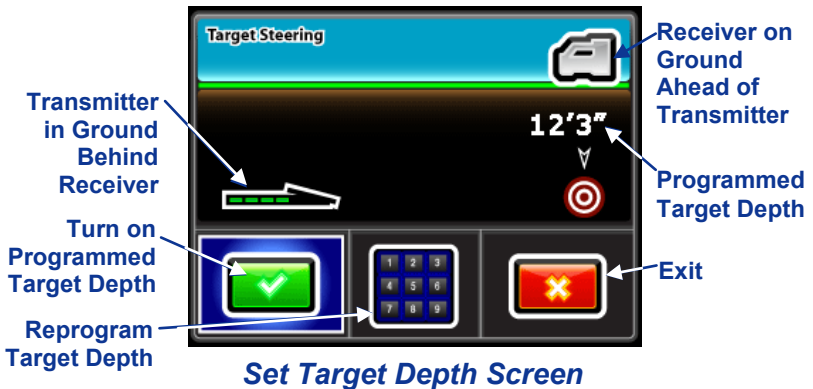 Target Steering
Receiver on
Ground
Ahead of
Transmitter
Transmitter
in Ground
Behind
Receiver
12'3"
Programmed
Target Depth
Turn on
Programmed
Target Depth
1 2 3
4 5 6
7 8 9
Exit
Reprogram
Target Depth
Set Target Depth Screen